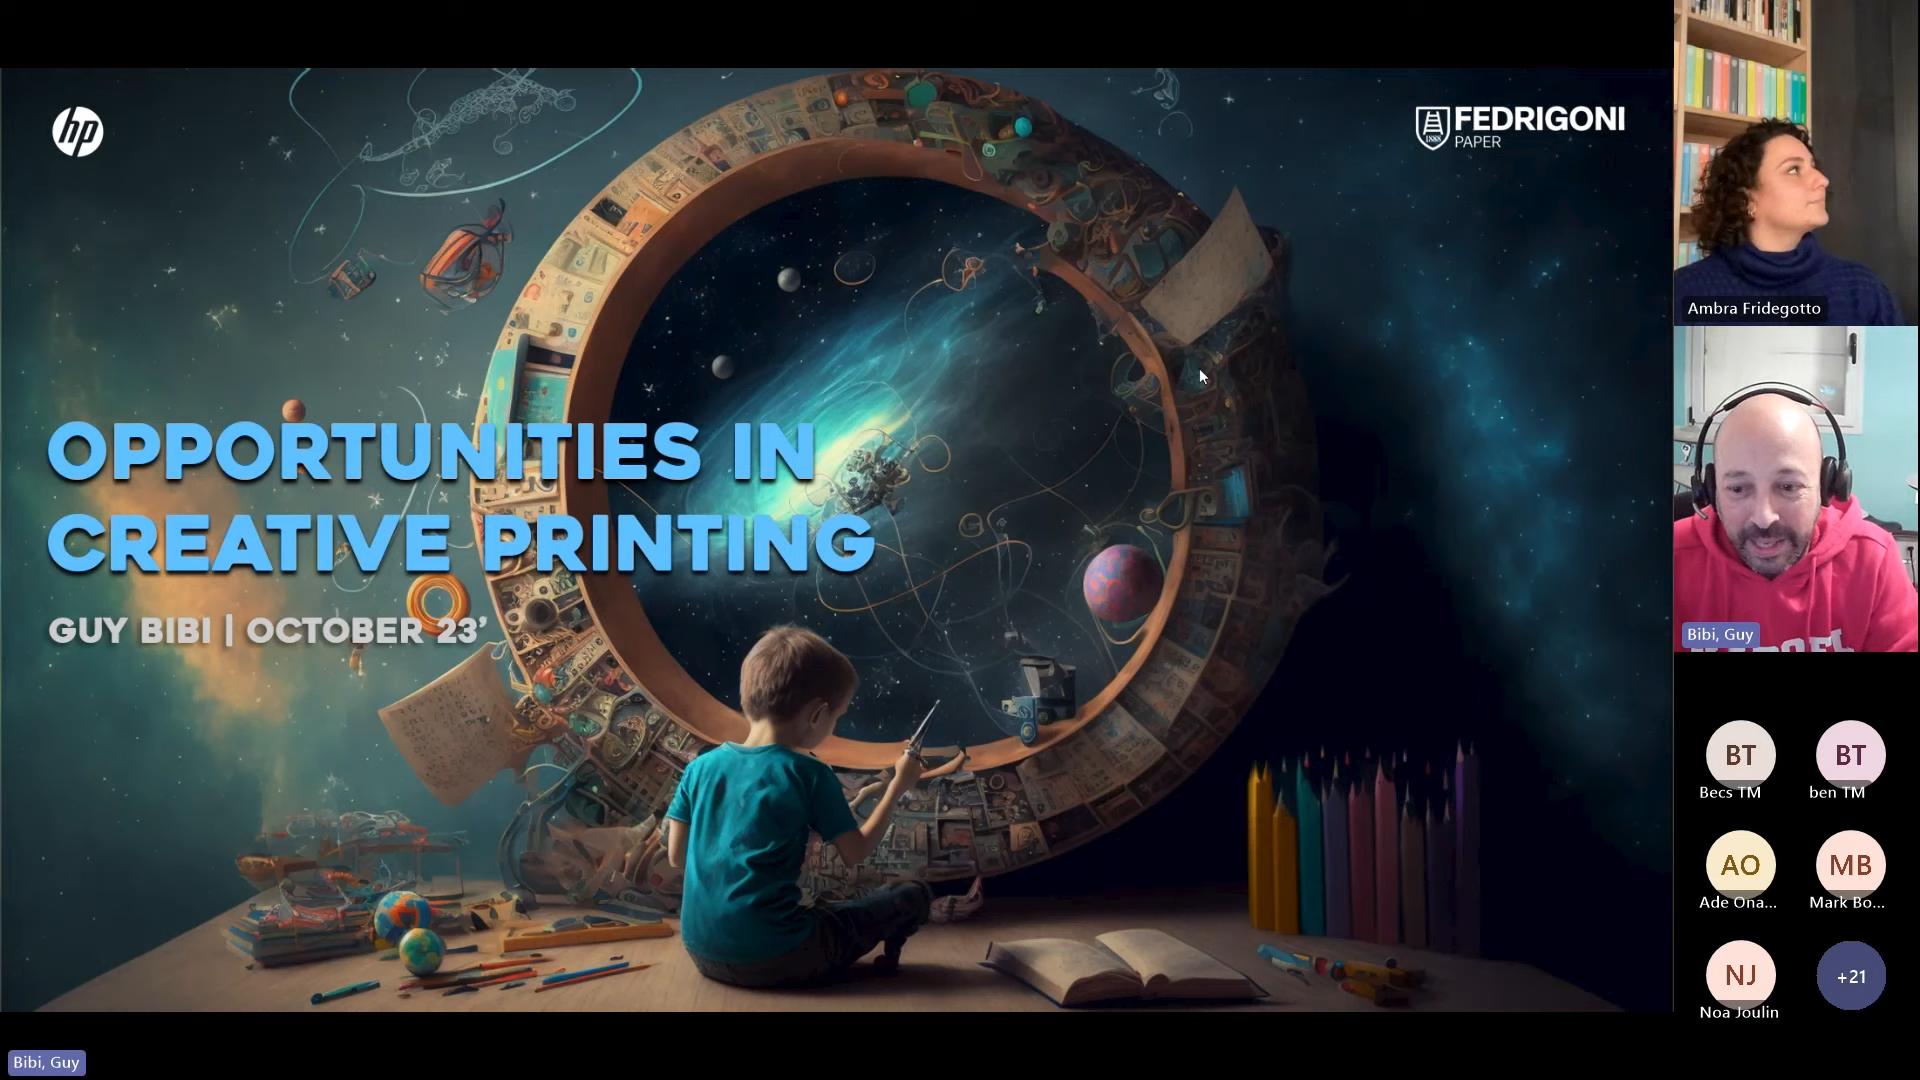 hp
FEDRIGONI
PAPER
1888
OPPORTUNITIES IN
CREATIVE PRINTING
GUY BIBI | OCTOBER 23’
Ambra Fridegotto
Bibi, Guy
BT
BT
Becs TM
ben TM
AO
MB
Ade Ona...
Mark Bo...
NJ
+21
Noa Joulin
Bibi, Guy